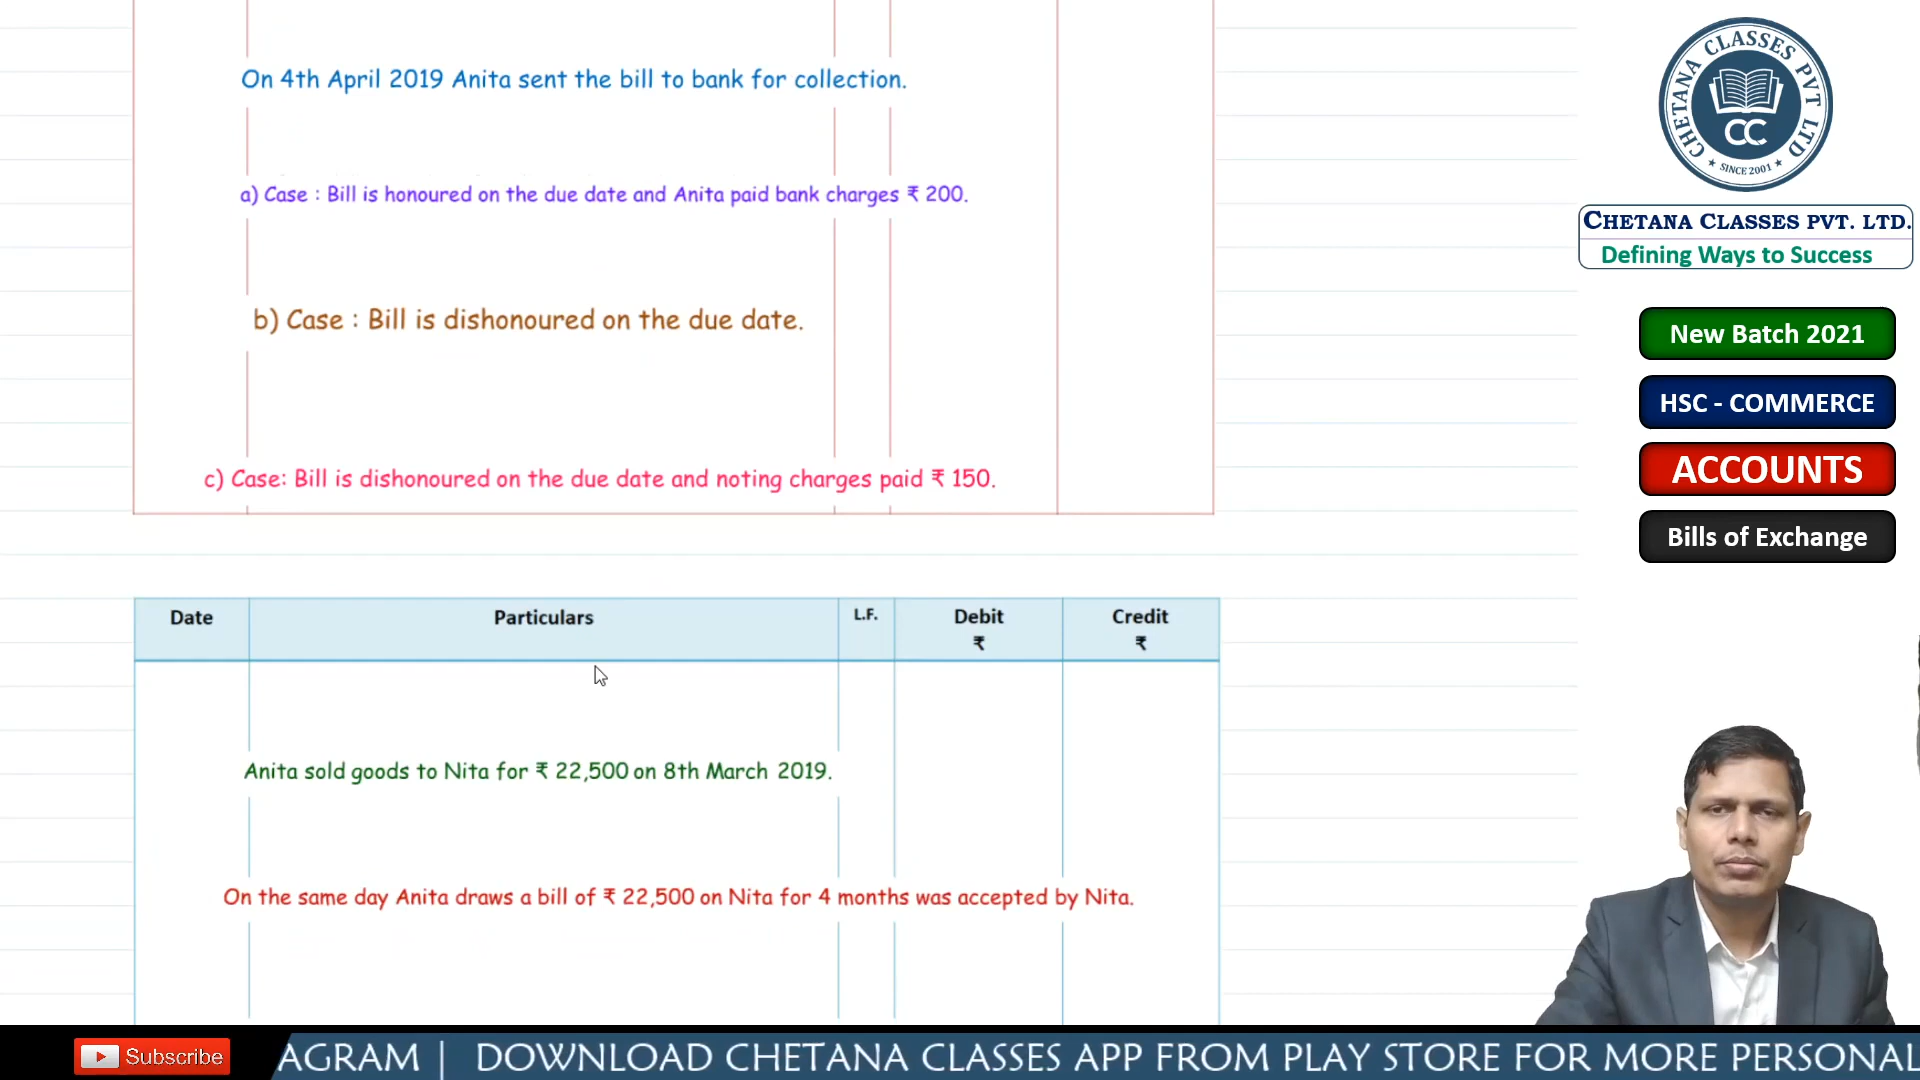 On 4th April 2019 Anita sent the bill to bank for collection.
a) Case : Bill is honoured on the due date and Anita paid bank charges ₹ 200.
b) Case : Bill is dishonoured on the due date.
c) Case: Bill is dishonoured on the due date and noting charges paid ₹ 150.
Date Particulars L.F. Debit ₹ Credit ₹
Anita sold goods to Nita for ₹ 22,500 on 8th March 2019.
On the same day Anita draws a bill of ₹ 22,500 on Nita for 4 months was accepted by Nita.
CHETANA CLASSES PVT LTD
CC
SINCE 2001
CHETANA CLASSES PVT. LTD.
Defining Ways to Success
New Batch 2021
HSC - COMMERCE
ACCOUNTS
Bills of Exchange
Subscribe
AGRAM | DOWNLOAD CHETANA CLASSES APP FROM PLAY STORE FOR MORE PERSONAL